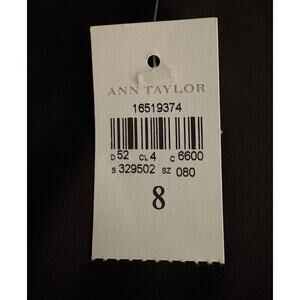 ANN TAYLOR
16519374
D 52 CL 4 C 6600
S 329502 SZ 080
8